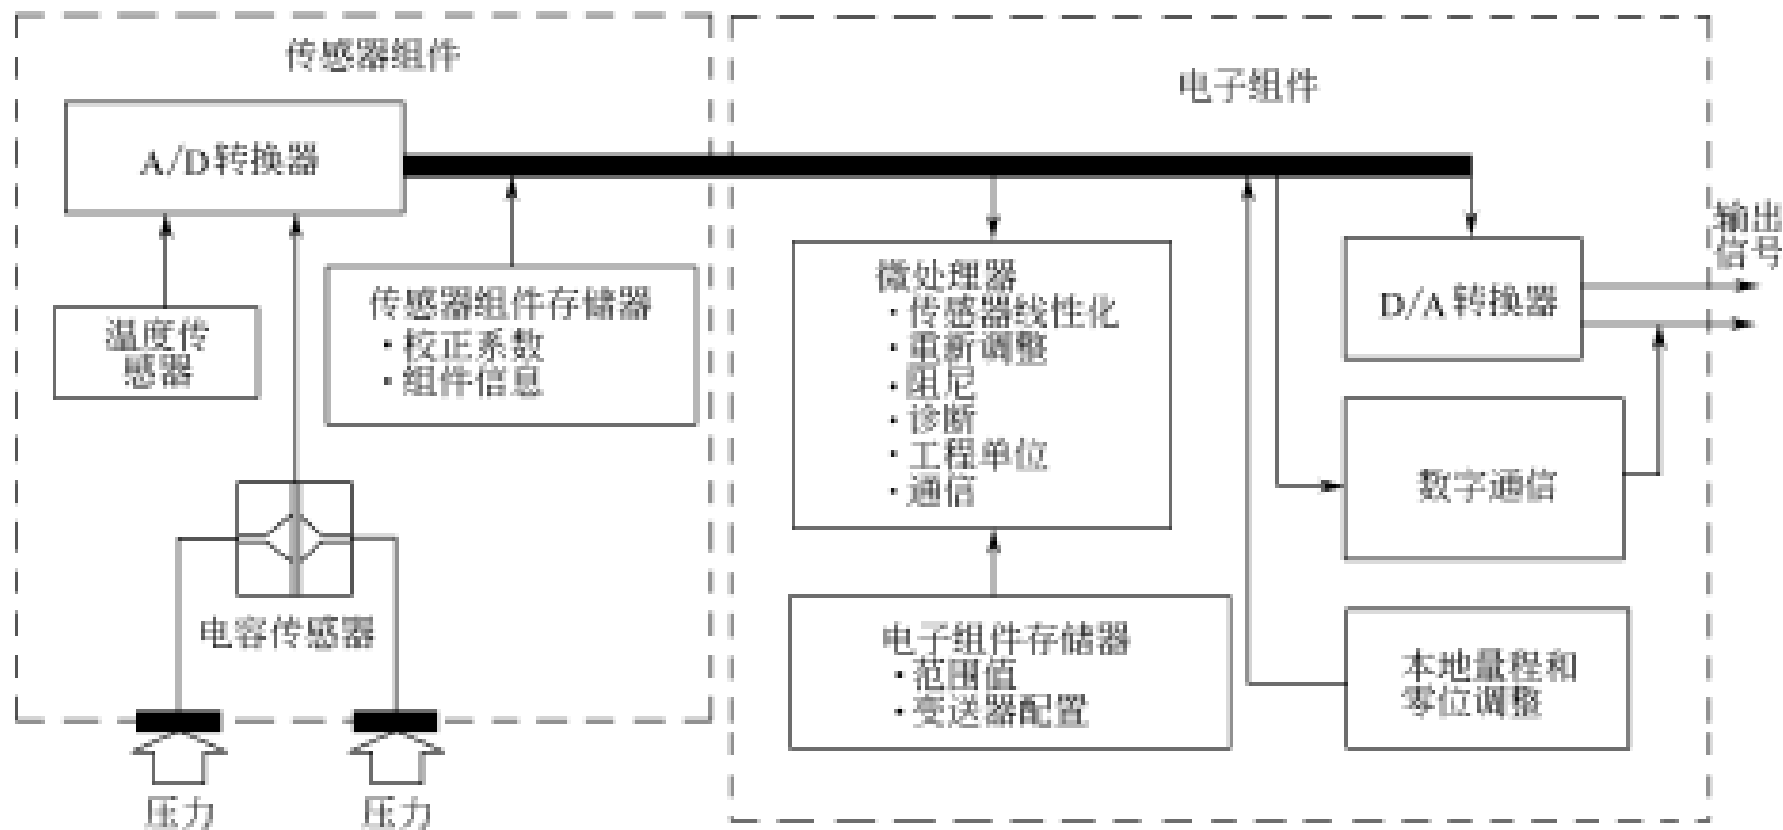 传感器组件
A/D转换器
温度传
感器
传感器组件存储器
·校正系数
·组件信息
电容传感器
压力
压力
电子组件
微处理器
·传感器线性化
·重新调整
·阻尼
·诊断
·工程单位
·通信
电子组件存储器
·范围值
·变送器配置
D/A转换器
输出
信号
数字通信
本地量程和
零位调整